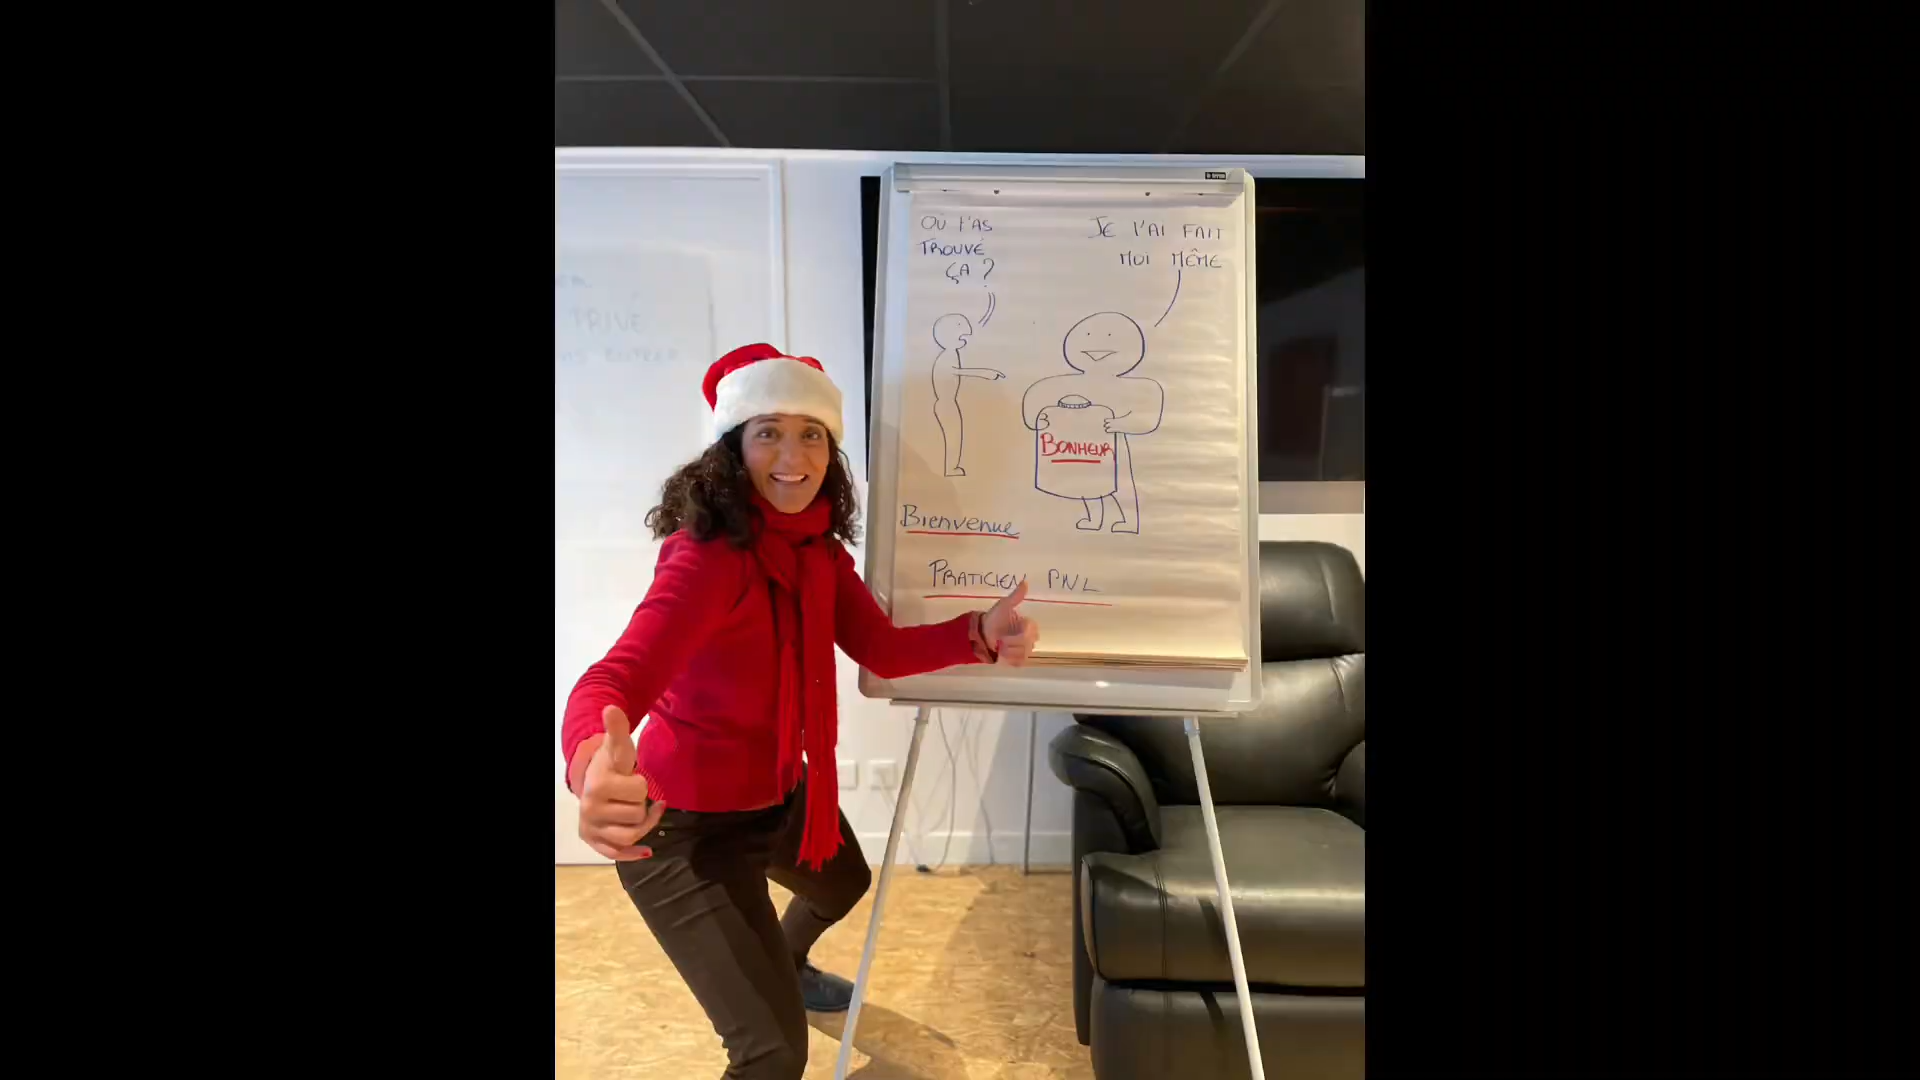 OÙ T'AS
TROUVÉ
ÇA ?
JE L'AI FAIT
MOI MÊME
BONHEUR
Bienvenue
PRATICIEN PNL